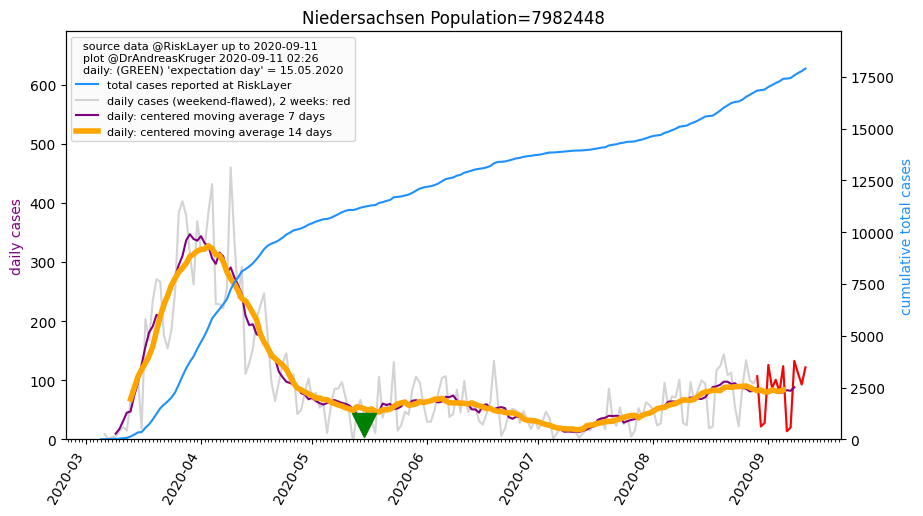 Niedersachsen Population=7982448
source data @RiskLayer up to 2020-09-11
plot @DrAndreasKruger 2020-09-11 02:26
daily: (GREEN) 'expectation day' = 15.05.2020
total cases reported at RiskLayer
daily cases (weekend-flawed), 2 weeks: red
daily: centered moving average 7 days
daily: centered moving average 14 days
daily cases
600
500
400
300
200
100
0
cumulative total cases
17500
15000
12500
10000
7500
5000
2500
0
2020-03
2020-04
2020-05
2020-06
2020-07
2020-08
2020-09